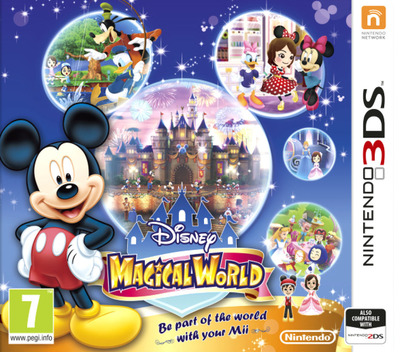 NINTENDO
NETWORK
NINTENDO 3DS
DISNEY
MAGICAL WORLD
Be part of the world
with your Mii
7
www.pegi.info
Nintendo
ALSO
COMPATIBLE
WITH
NINTENDO 2DS